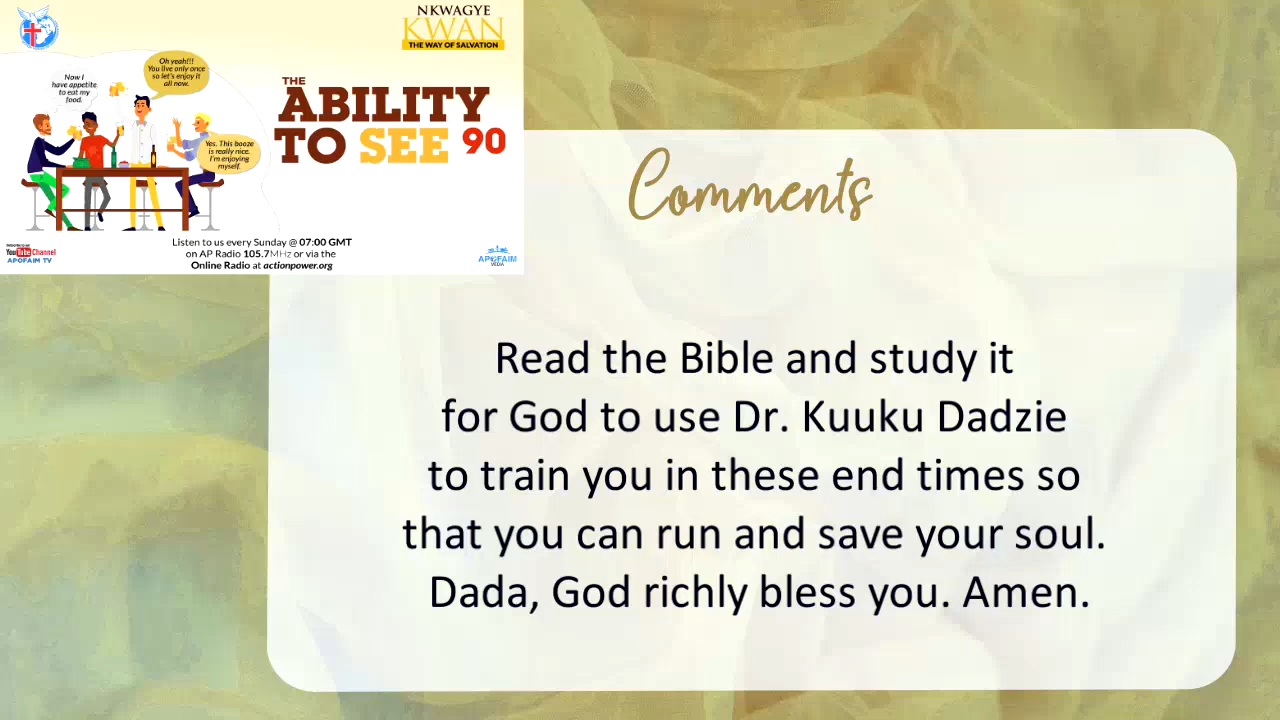 NKWAGYE
KWAN
THE WAY OF SALVATION
Oh yeah!!!
You live only once
so let's enjoy it
all now.
Now I
have appetite
to eat my
food.
Yes. This booze
is really nice.
I'm enjoying
myself.
THE
ABILITY
TO SEE 90
Listen to us every Sunday @ 07:00 GMT
on AP Radio 105.7MHz or via the
Online Radio at actionpower.org
YouTube Channel
APOFAIM TV
APOFAIM
MEDIA
Comments
Read the Bible and study it
for God to use Dr. Kuuku Dadzie
to train you in these end times so
that you can run and save your soul.
Dada, God richly bless you. Amen.